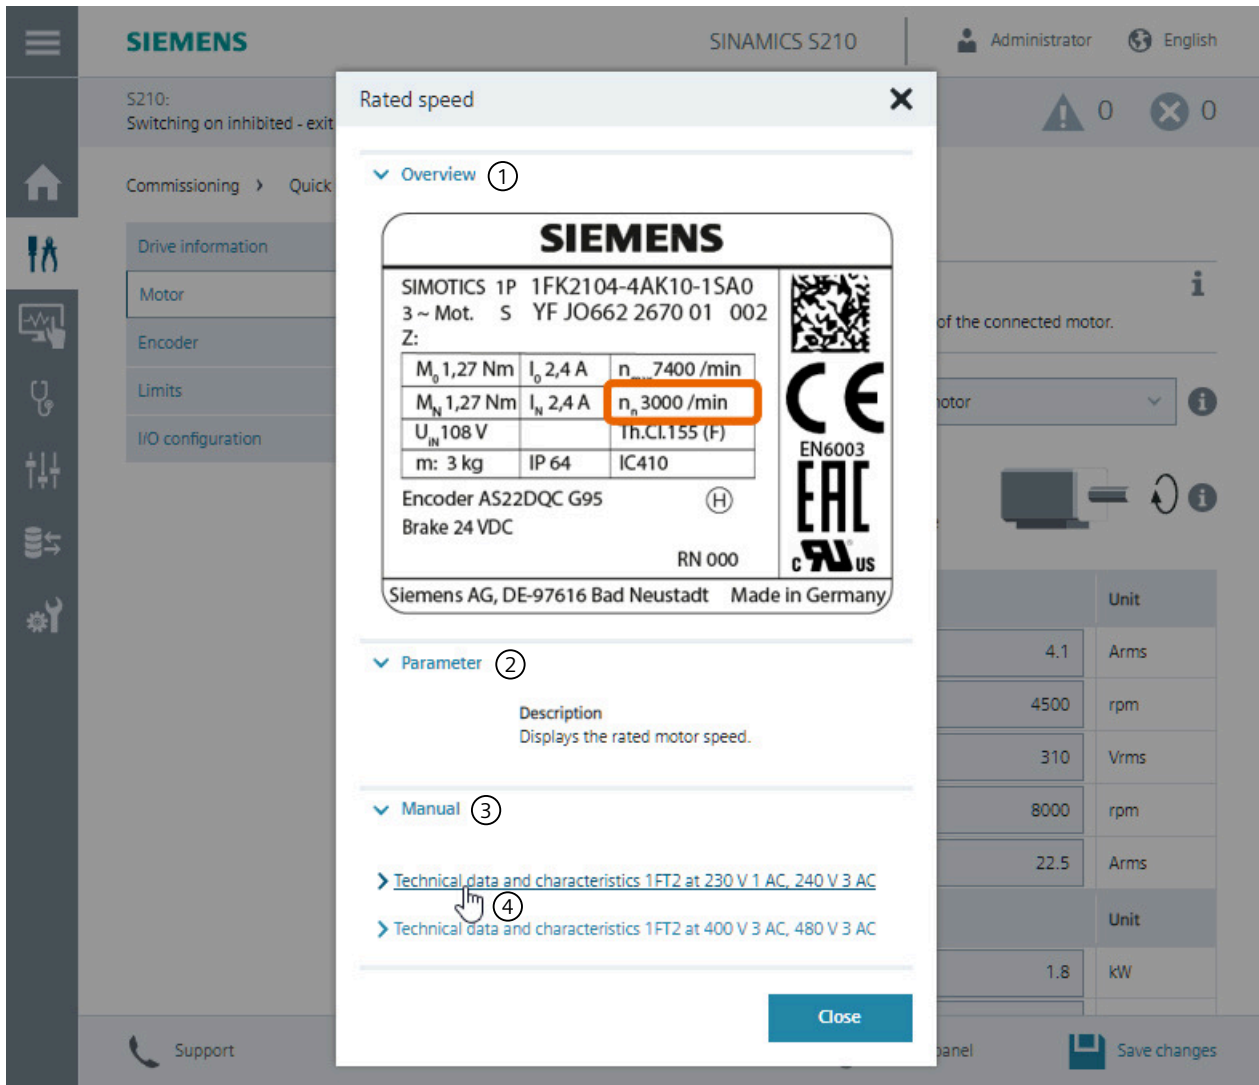 SIEMENS
SINAMICS S210
Administrator
English
S210:
Switching on inhibited - exit
0
0
Commissioning > Quick
Drive information
Motor
Encoder
Limits
I/O configuration
of the connected motor.
Rated speed
Overview 1
SIEMENS
SIMOTICS 1P 1FK2104-4AK10-1SA0
3 ~ Mot. S YF JO662 2670 01 002
Z:
M0 1,27 Nm I0 2,4 A n 7400 /min
MN 1,27 Nm IN 2,4 A nn 3000 /min
UIN 108 V Th.Cl.155 (F)
m: 3 kg IP 64 IC410
Encoder AS22DQC G95 H
Brake 24 VDC
RN 000
CE
EN6003
EAC
c RU US
Siemens AG, DE-97616 Bad Neustadt Made in Germany
Parameter 2
Description
Displays the rated motor speed.
Manual 3
Technical data and characteristics 1FT2 at 230 V 1 AC, 240 V 3 AC
4
Technical data and characteristics 1FT2 at 400 V 3 AC, 480 V 3 AC
Close
Unit
4.1 Arms
4500 rpm
310 Vrms
8000 rpm
22.5 Arms
Unit
1.8 kW
Support
Save changes